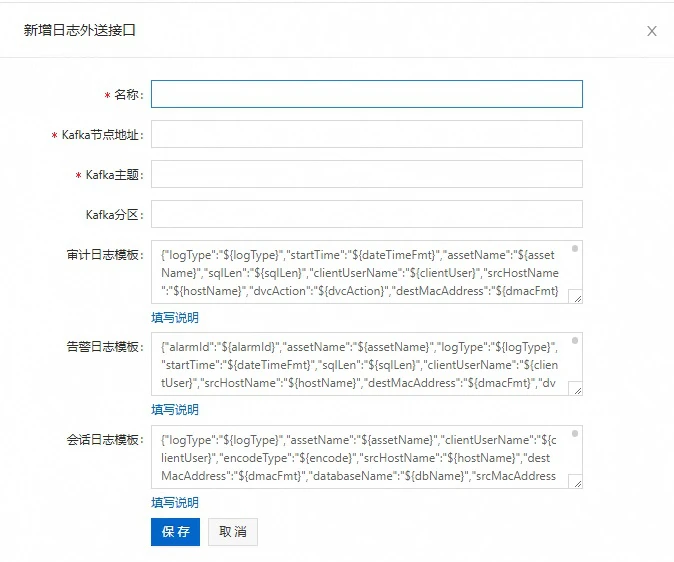 新增日志外送接口
X
* 名称:
* Kafka节点地址:
* Kafka主题:
Kafka分区:
审计日志模板:
{"logType":"${logType}","startTime":"${dateTimeFmt}","assetName":"${asset
Name}","sqlLen":"${sqlLen}","clientUserName":"${clientUser}","srcHostName
":"${hostName}","dvcAction":"${dvcAction}","destMacAddress":"${dmacFmt}
填写说明
告警日志模板:
{"alarmId":"${alarmId}","assetName":"${assetName}","logType":"${logType}",
"startTime":"${dateTimeFmt}","sqlLen":"${sqlLen}","clientUserName":"${clien
tUser}","srcHostName":"${hostName}","destMacAddress":"${dmacFmt}","dv
填写说明
会话日志模板:
{"logType":"${logType}","assetName":"${assetName}","clientUserName":"${c
lientUser}","encodeType":"${encode}","srcHostName":"${hostName}","dest
MacAddress":"${dmacFmt}","databaseName":"${dbName}","srcMacAddress
填写说明
保存 取消